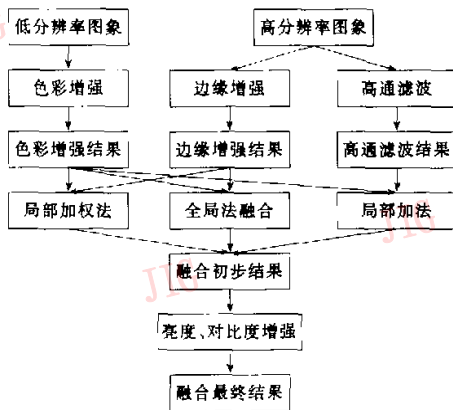 低分辨率图象
高分辨率图象
色彩增强
边缘增强
高通滤波
色彩增强结果
边缘增强结果
高通滤波结果
局部加权法
全局法融合
局部加法
融合初步结果
亮度、对比度增强
融合最终结果
JIG
JIG